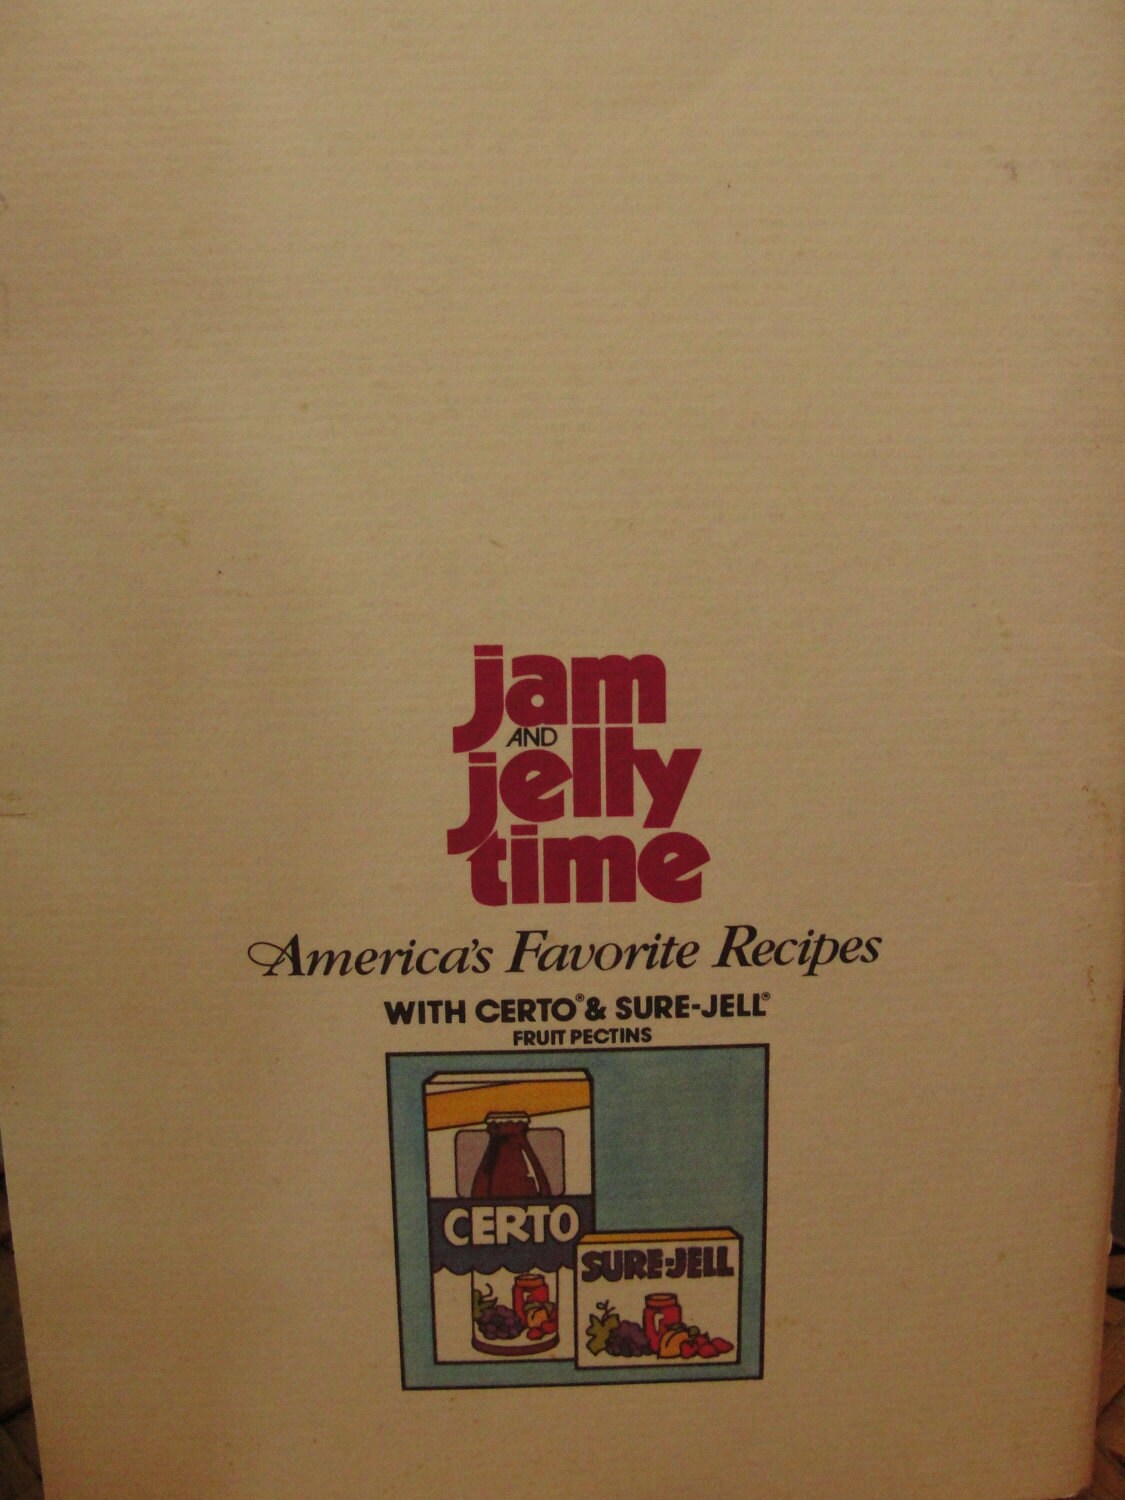 jam
AND
jelly
time
America's Favorite Recipes
WITH CERTO® & SURE-JELL®
FRUIT PECTINS
CERTO
SURE-JELL